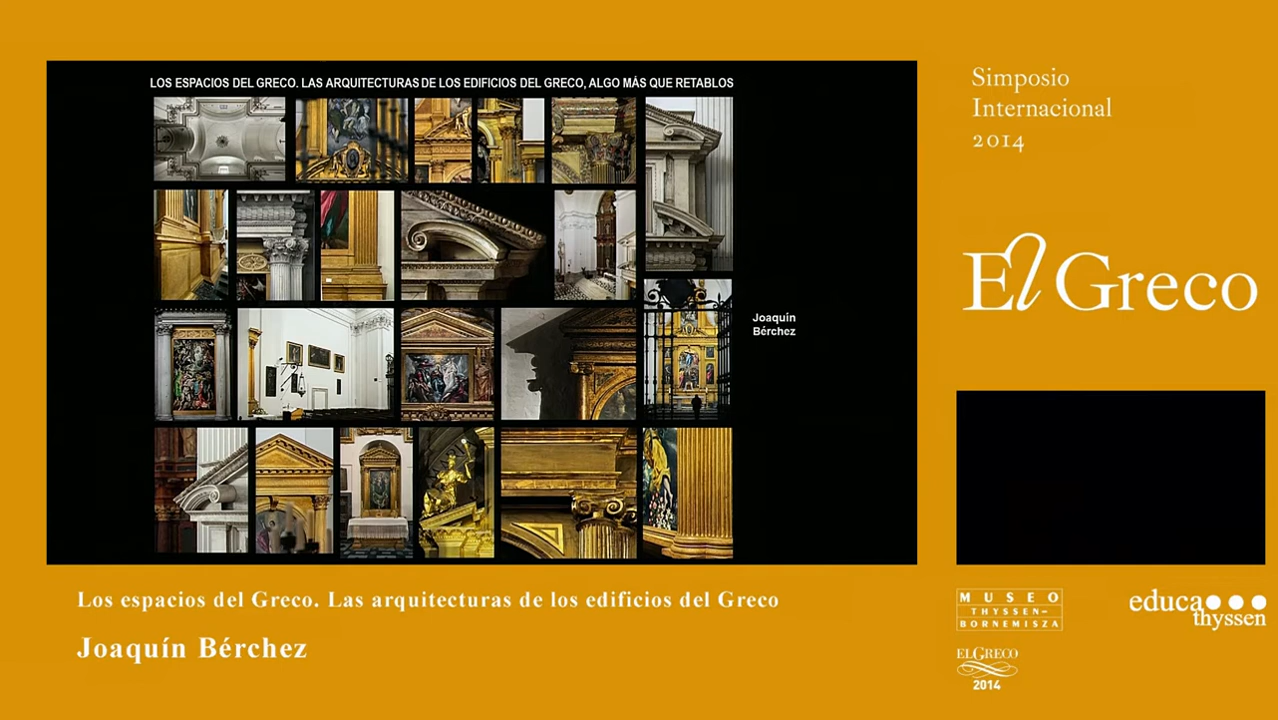 LOS ESPACIOS DEL GRECO. LAS ARQUITECTURAS DE LOS EDIFICIOS DEL GRECO, ALGO MÁS QUE RETABLOS
Joaquín
Bérchez
Simposio
Internacional
2014
El Greco
Los espacios del Greco. Las arquitecturas de los edificios del Greco
Joaquín Bérchez
MUSEO
THYSSEN-
BORNEMISZA
educa
thyssen
ELGRECO
2014